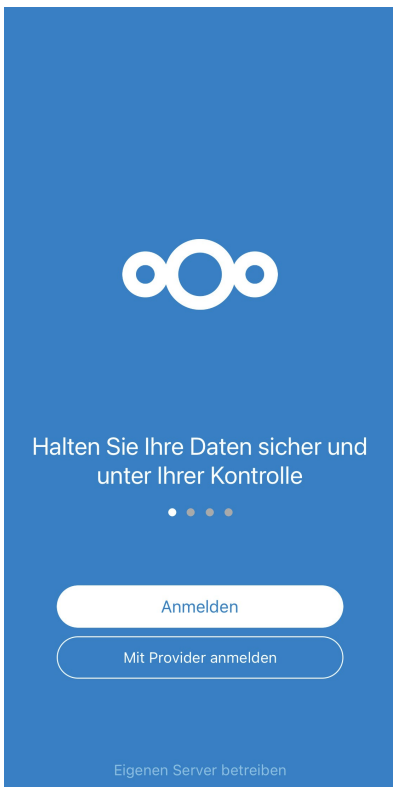 Halten Sie Ihre Daten sicher und
unter Ihrer Kontrolle
Anmelden
Mit Provider anmelden
Eigenen Server betreiben